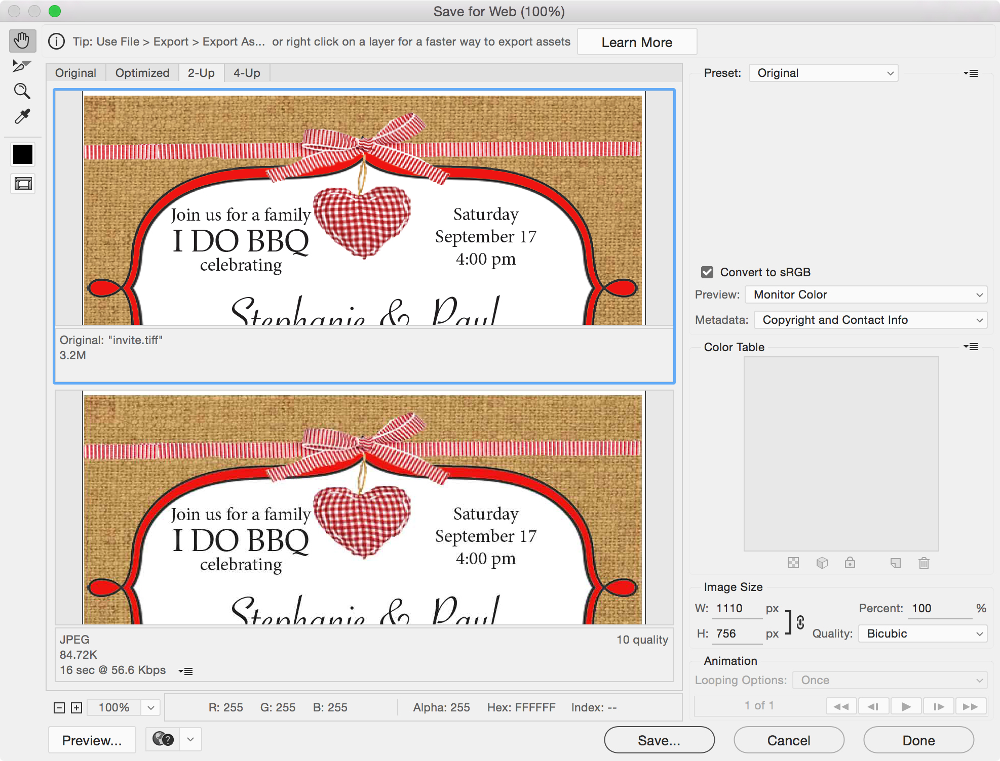 Save for Web (100%)
Tip: Use File > Export > Export As... or right click on a layer for a faster way to export assets
Learn More
Original
Optimized
2-Up
4-Up
Join us for a family
I DO BBQ
celebrating
Saturday
September 17
4:00 pm
Stephanie & Paul
Original: "invite.tiff"
3.2M
Join us for a family
I DO BBQ
celebrating
Saturday
September 17
4:00 pm
Stephanie & Paul
JPEG
10 quality
84.72K
16 sec @ 56.6 Kbps
100%
R: 255
G: 255
B: 255
Alpha: 255
Hex: FFFFFF
Index: --
Preview...
?
Preset: Original
Convert to sRGB
Preview: Monitor Color
Metadata: Copyright and Contact Info
Color Table
Image Size
W: 1110 px
Percent: 100 %
H: 756 px
Quality: Bicubic
Animation
Looping Options: Once
1 of 1
Save...
Cancel
Done